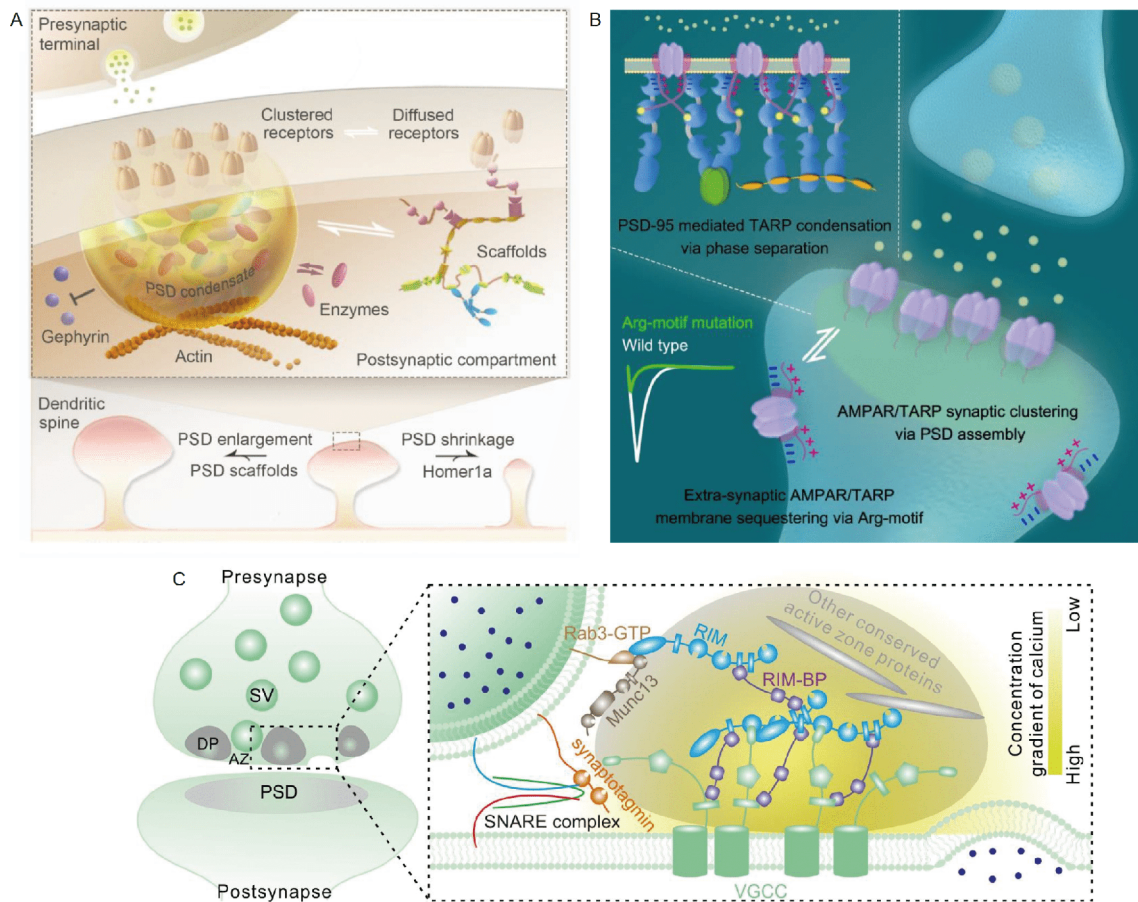 A
Presynaptic
terminal
Clustered
receptors
Diffused
receptors
Scaffolds
PSD condensate
Enzymes
Gephyrin
Actin
Postsynaptic compartment
Dendritic
spine
PSD enlargement
PSD scaffolds
PSD shrinkage
Homer1a
B
PSD-95 mediated TARP condensation
via phase separation
Arg-motif mutation
Wild type
AMPAR/TARP synaptic clustering
via PSD assembly
Extra-synaptic AMPAR/TARP
membrane sequestering via Arg-motif
+++
+++
C
Presynapse
SV
DP
AZ
PSD
Postsynapse
Rab3-GTP
RIM
Munc13
RIM-BP
Other conserved
active zone proteins
synaptotagmin
SNARE complex
VGCC
Concentration
gradient of calcium
Low
High